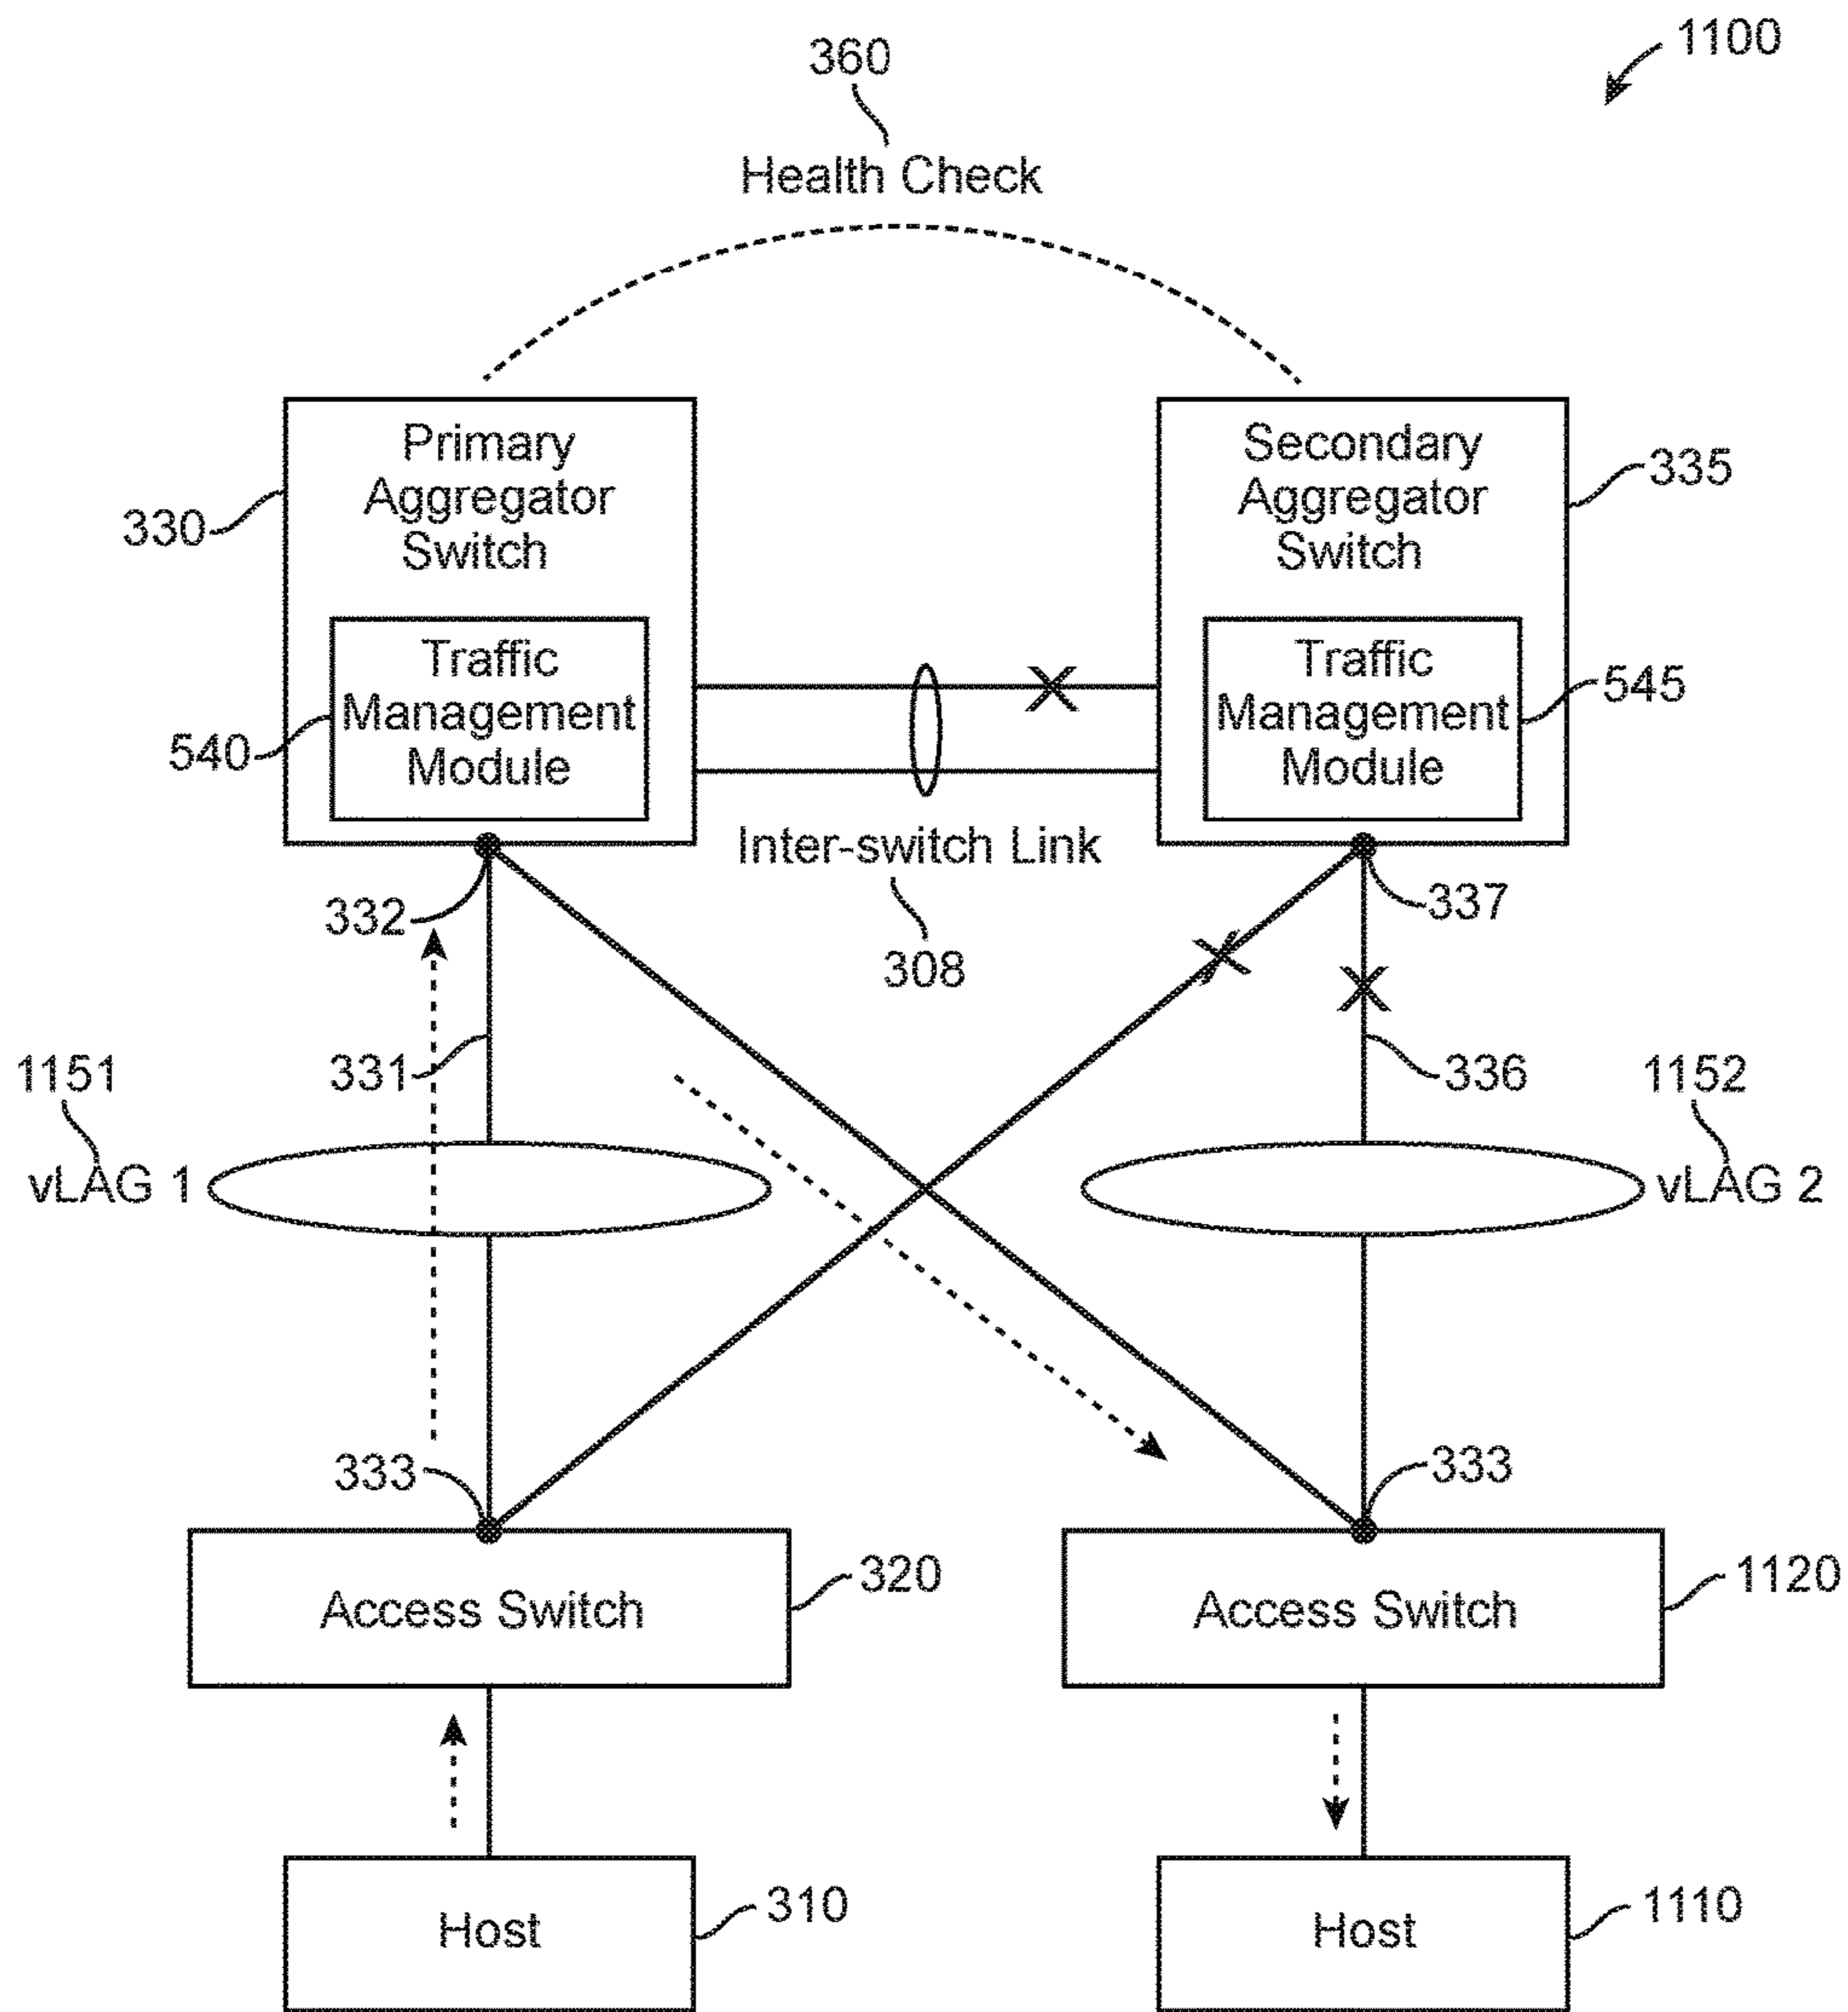 1100
360
Health Check
Primary
Aggregator
Switch
330
Secondary
Aggregator
Switch
335
Traffic
Management
Module
540
Traffic
Management
Module
545
Inter-switch Link
308
332
337
331
336
1151
vLAG 1
1152
vLAG 2
333
333
Access Switch
320
Access Switch
1120
Host
310
Host
1110